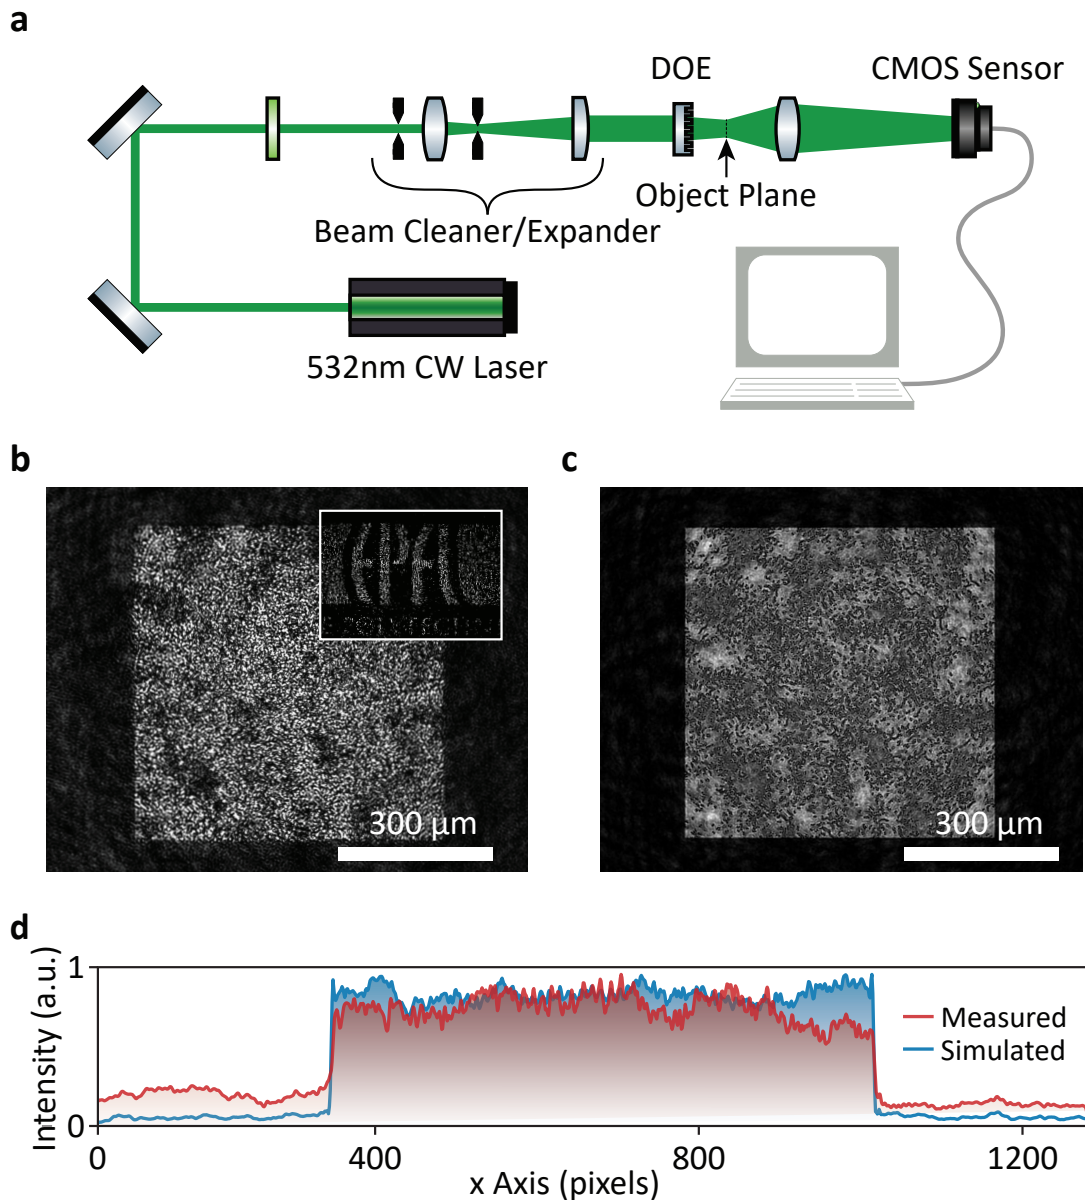 a
DOE
CMOS Sensor
Object Plane
Beam Cleaner/Expander
532nm CW Laser
b
c
300 μm
300 μm
d
Intensity (a.u.)
1
0
Measured
Simulated
0
400
800
1200
x Axis (pixels)